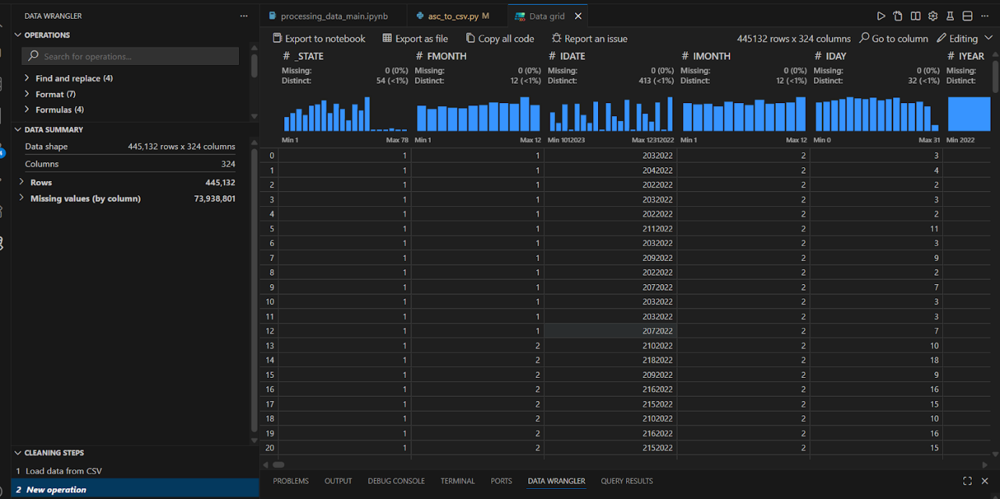 DATA WRANGLER ···
processing_data_main.ipynb asc_to_csv.py M Data grid
OPERATIONS
Search for operations...
Find and replace (4)
Format (7)
Formulas (4)
DATA SUMMARY
Data shape 445,132 rows x 324 columns
Columns 324
Rows 445,132
Missing values (by column) 73,938,801
CLEANING STEPS
1 Load data from CSV
2 New operation
Export to notebook Export as file Copy all code Report an issue 445132 rows x 324 columns Go to column Editing
# _STATE # FMONTH # IDATE # IMONTH # IDAY # IYEAR
Missing: 0 (0%) Missing: 0 (0%) Missing: 0 (0%) Missing: 0 (0%) Missing: 0 (0%) Missing:
Distinct: 54 (<1%) Distinct: 12 (<1%) Distinct: 413 (<1%) Distinct: 12 (<1%) Distinct: 32 (<1%) Distinct:
Min 1 Max 78 Min 1 Max 12 Min 1012023 Max 12312022 Min 1 Max 12 Min 0 Max 31 Min 2022
0 1 1 2032022 2 3
1 1 1 2042022 2 4
2 1 1 2022022 2 2
3 1 1 2032022 2 3
4 1 1 2022022 2 2
5 1 1 2112022 2 11
6 1 1 2032022 2 3
7 1 1 2092022 2 9
8 1 1 2022022 2 2
9 1 1 2072022 2 7
10 1 1 2032022 2 3
11 1 1 2032022 2 3
12 1 1 2072022 2 7
13 1 2 2102022 2 10
14 1 2 2182022 2 18
15 1 2 2092022 2 9
16 1 2 2162022 2 16
17 1 2 2152022 2 15
18 1 2 2102022 2 10
19 1 2 2162022 2 16
20 1 2 2152022 2 15
PROBLEMS OUTPUT DEBUG CONSOLE TERMINAL PORTS DATA WRANGLER QUERY RESULTS